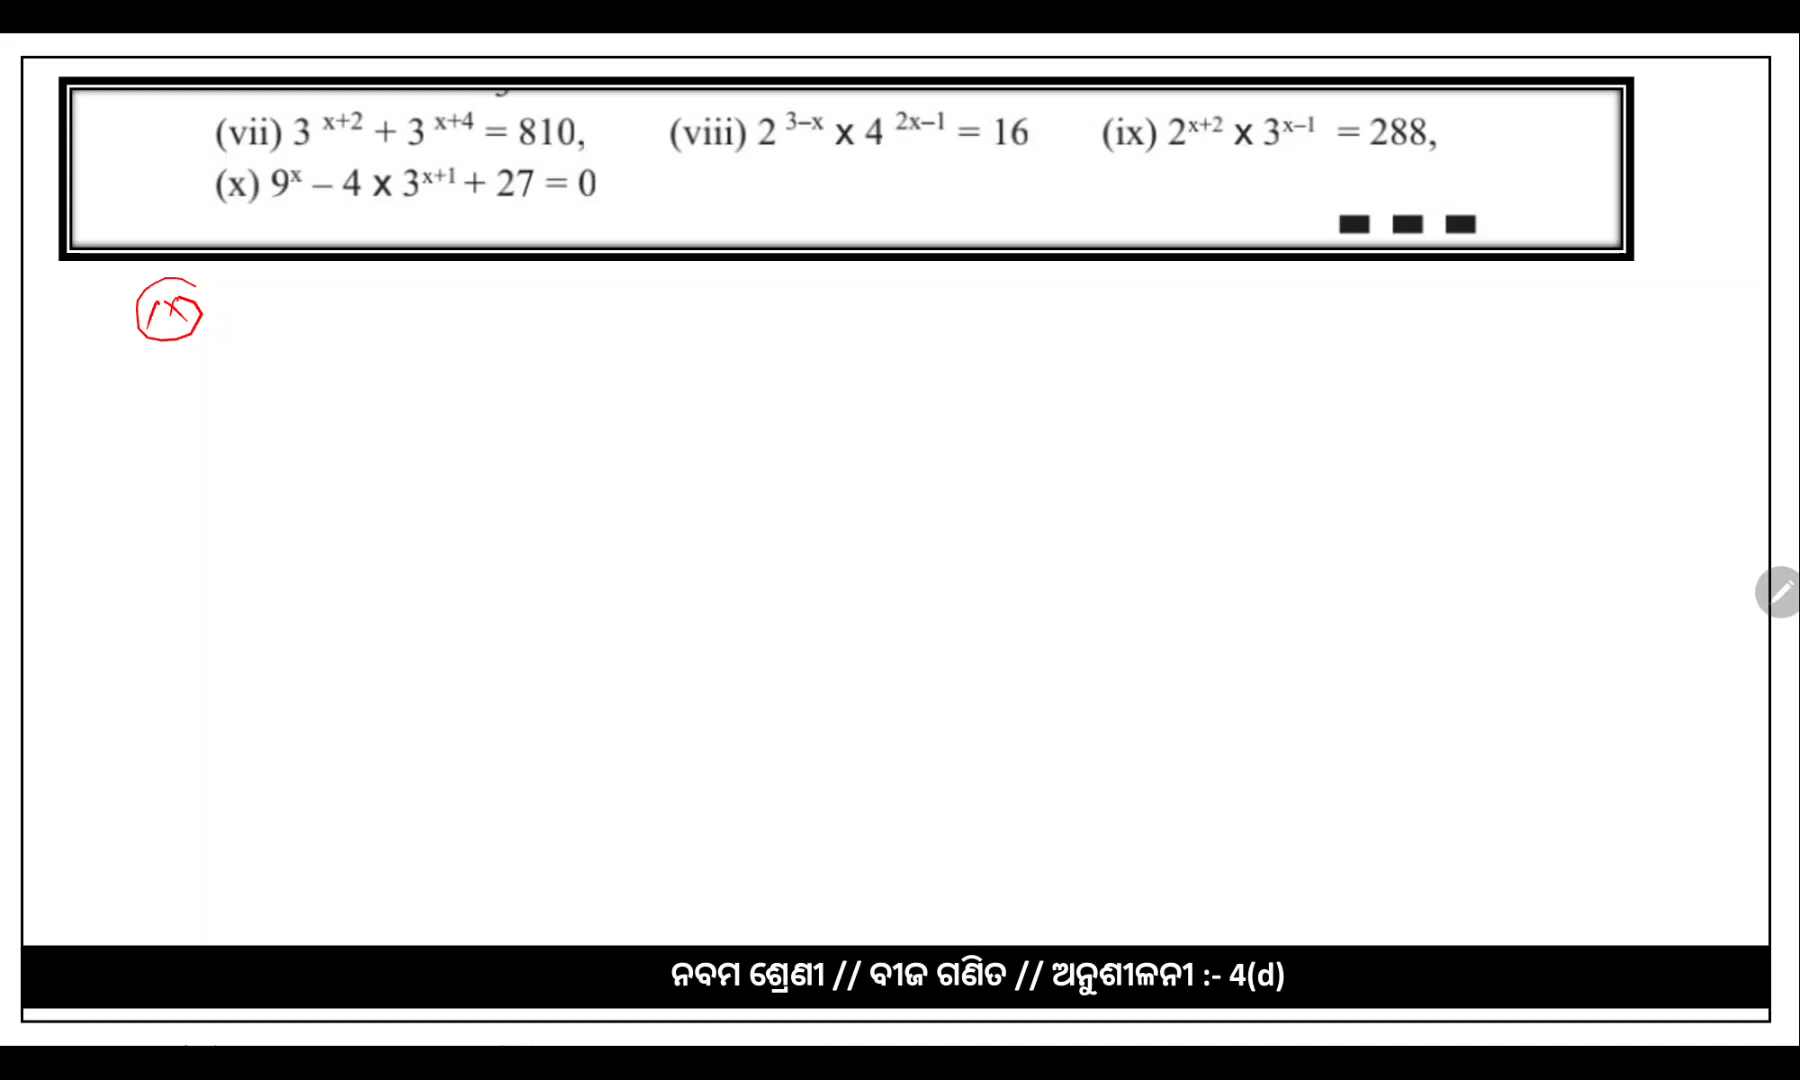 (vii) 3 ˣ⁺² + 3 ˣ⁺⁴ = 810, (viii) 2 ³⁻ˣ x 4 ²ˣ⁻¹ = 16 (ix) 2ˣ⁺² x 3ˣ⁻¹ = 288,
(x) 9ˣ – 4 x 3ˣ⁺¹ + 27 = 0
ix
ନବମ ଶ୍ରେଣୀ // ବୀଜ ଗଣିତ // ଅନୁଶୀଳନୀ :- 4(d)